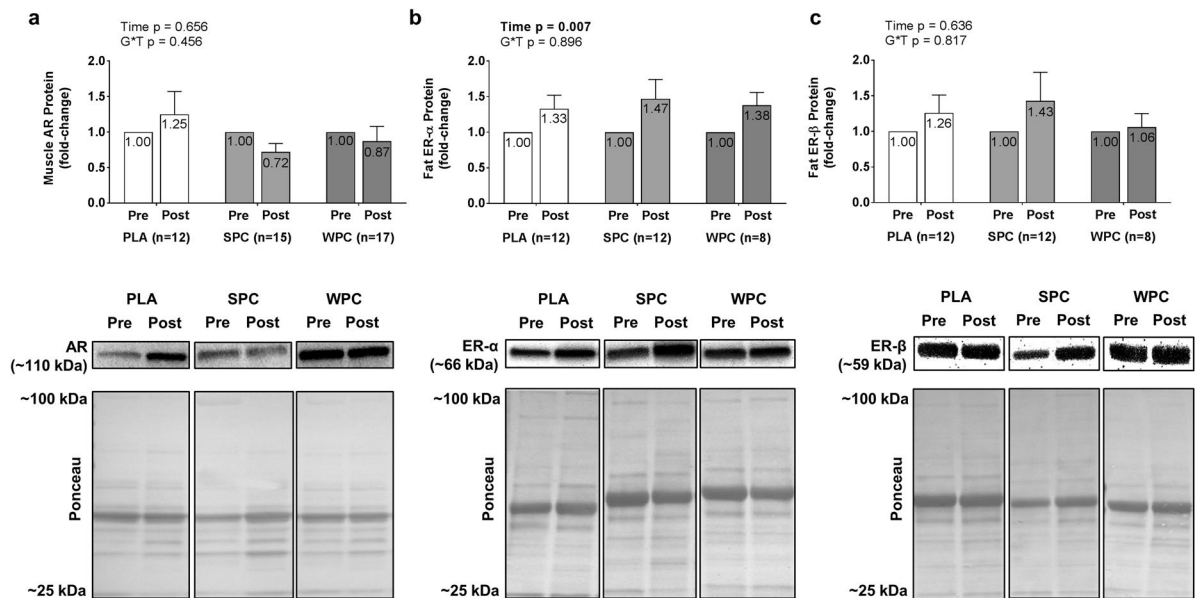 a
Time p = 0.656
G*T p = 0.456
Muscle AR Protein
(fold-change)
2.0
1.5
1.0
0.5
0.0
1.00
1.25
1.00
0.72
1.00
0.87
Pre Post Pre Post Pre Post
PLA (n=12) SPC (n=15) WPC (n=17)
PLA SPC WPC
Pre Post Pre Post Pre Post
AR
(~110 kDa)
~100 kDa
Ponceau
~25 kDa
b
Time p = 0.007
G*T p = 0.896
Fat ER-α Protein
(fold-change)
2.0
1.5
1.0
0.5
0.0
1.00
1.33
1.00
1.47
1.00
1.38
Pre Post Pre Post Pre Post
PLA (n=12) SPC (n=12) WPC (n=8)
PLA SPC WPC
Pre Post Pre Post Pre Post
ER-α
(~66 kDa)
~100 kDa
Ponceau
~25 kDa
c
Time p = 0.636
G*T p = 0.817
Fat ER-β Protein
(fold-change)
2.0
1.5
1.0
0.5
0.0
1.00
1.26
1.00
1.43
1.00
1.06
Pre Post Pre Post Pre Post
PLA (n=12) SPC (n=12) WPC (n=8)
PLA SPC WPC
Pre Post Pre Post Pre Post
ER-β
(~59 kDa)
~100 kDa
Ponceau
~25 kDa